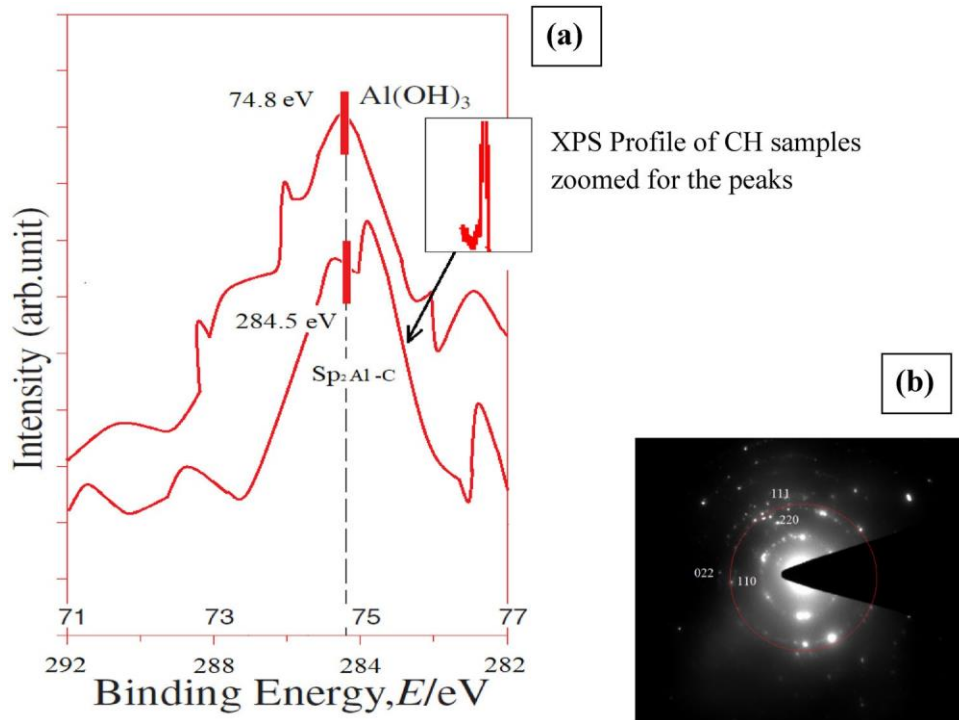 (a)
74.8 eV
Al(OH)₃
XPS Profile of CH samples
zoomed for the peaks
284.5 eV
Sp₂ Al -C
Intensity (arb.unit)
71 73 75 77
292 288 284 282
Binding Energy,E/eV
(b)
111
220
022
110